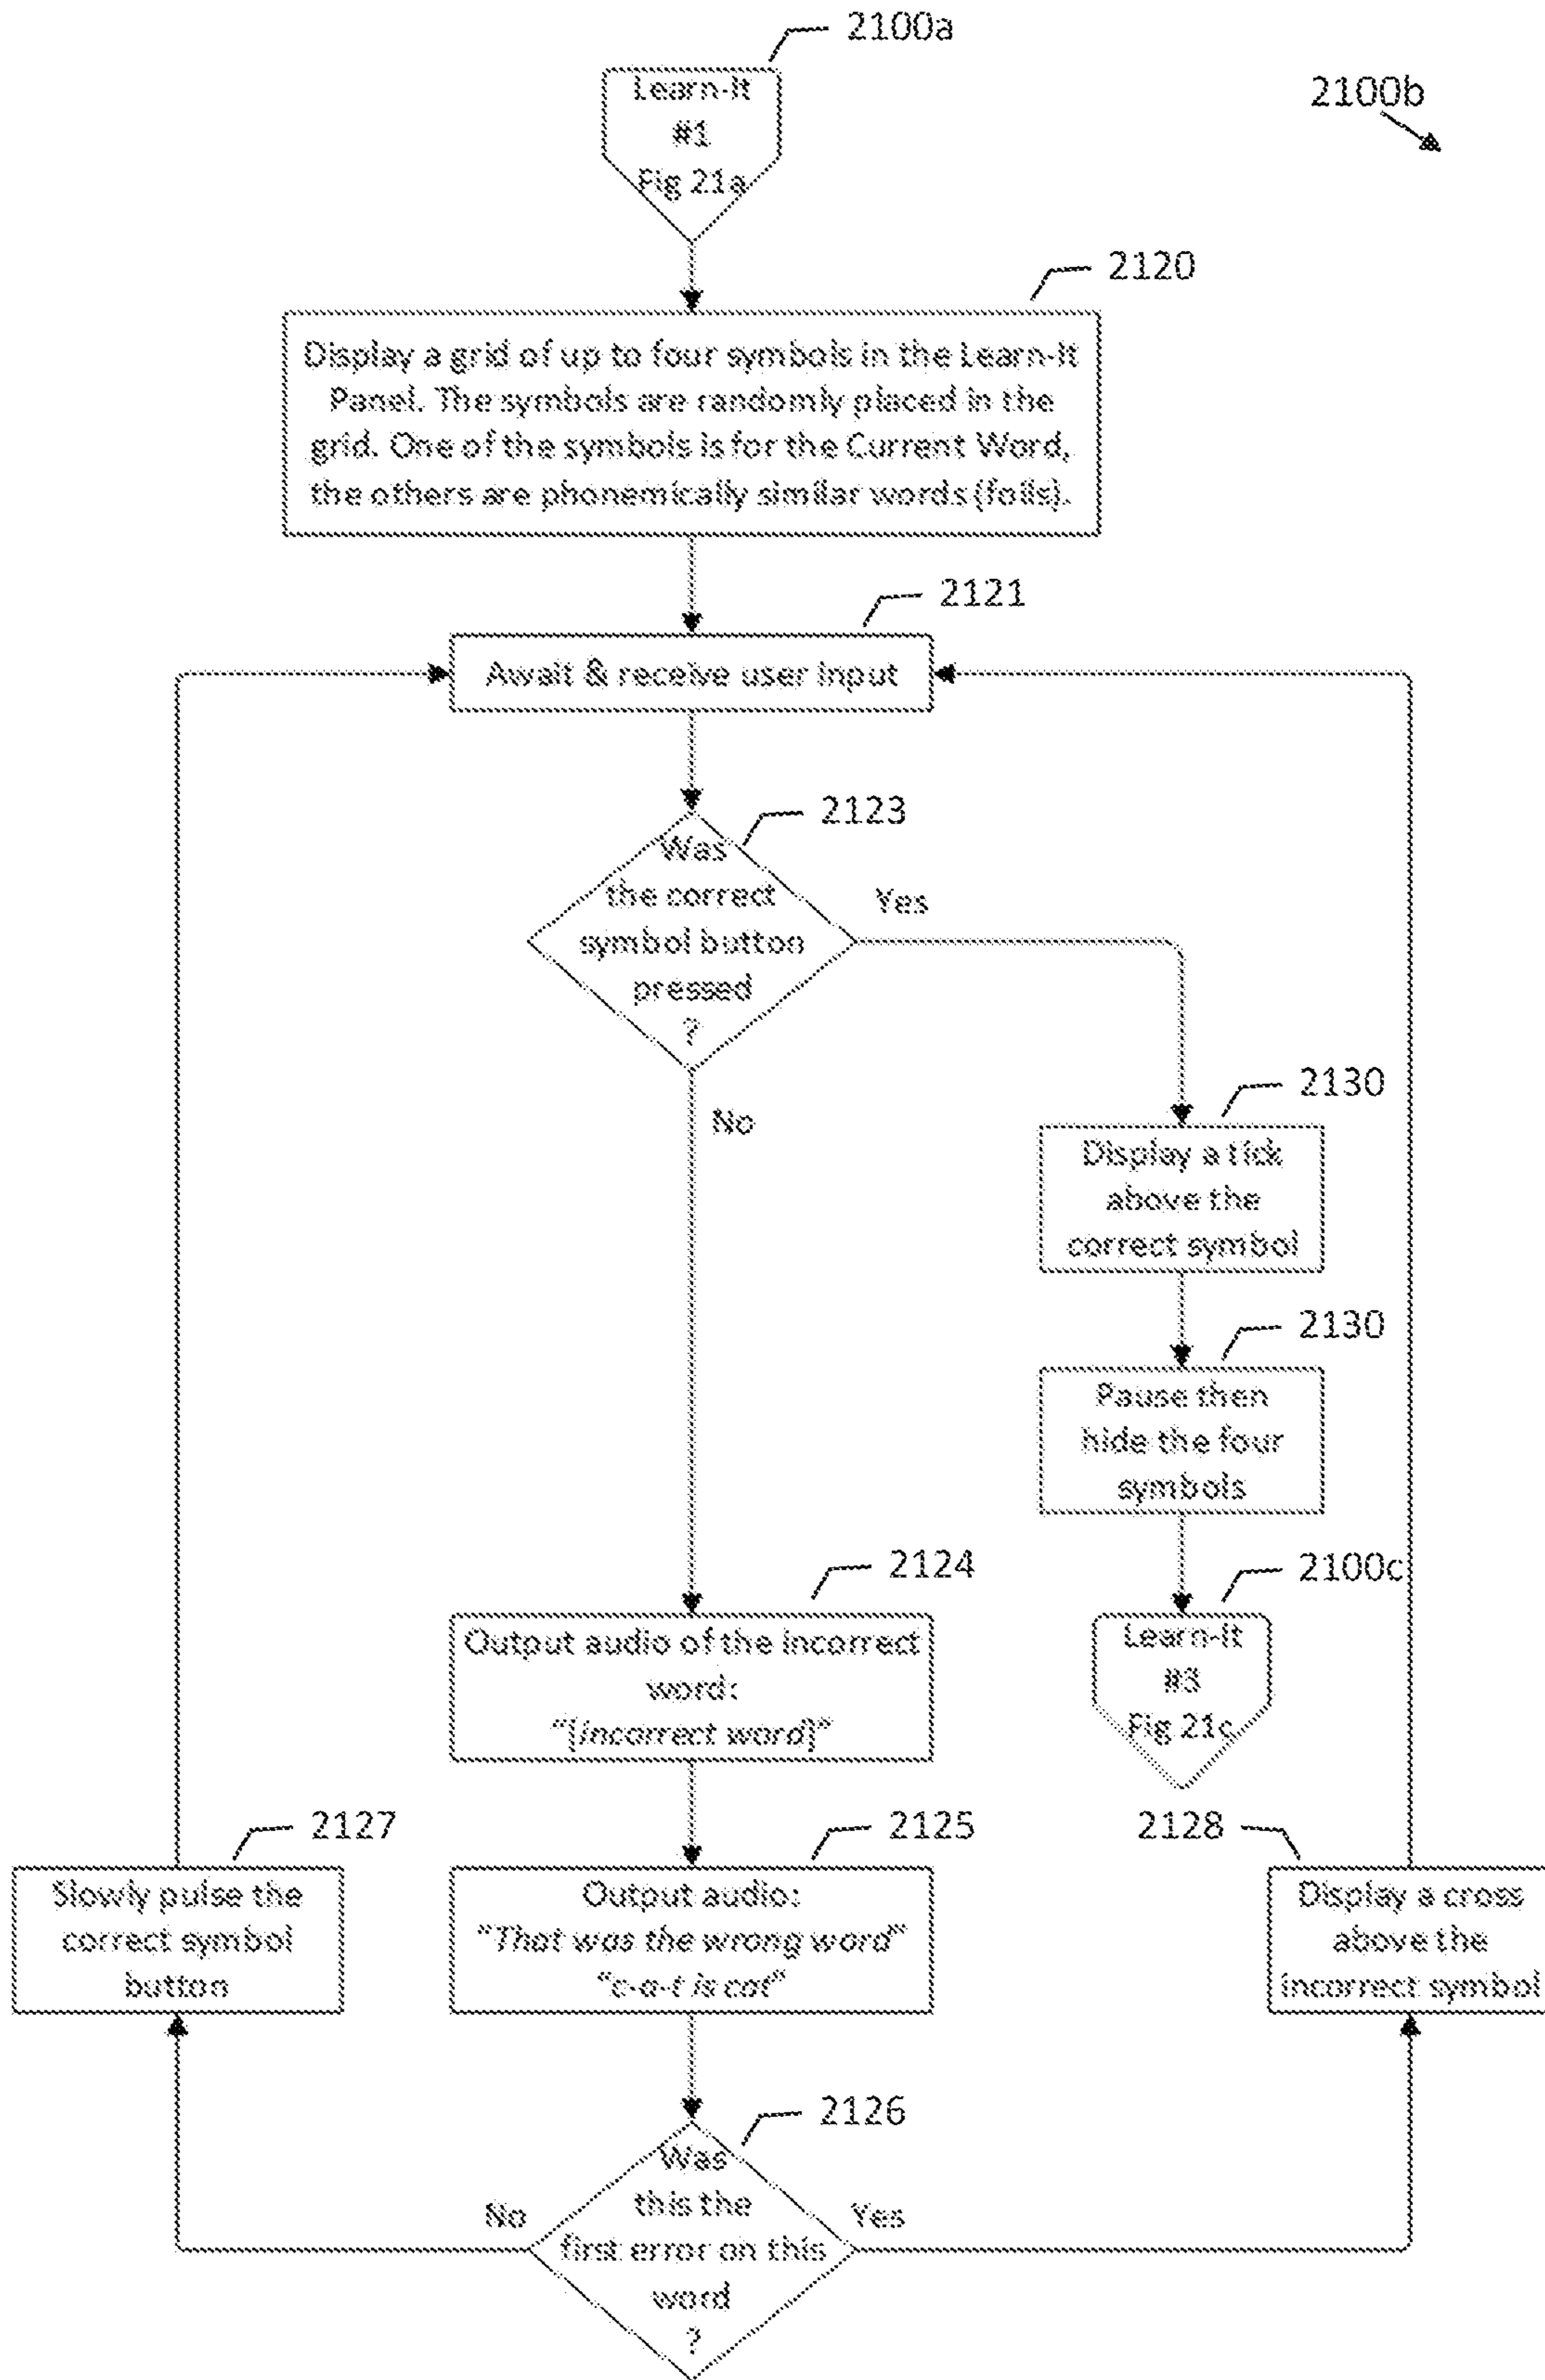 2100a
Learn-It
#1
Fig 21a
2100b
2120
Display a grid of up to four symbols in the Learn-It
Panel. The symbols are randomly placed in the
grid. One of the symbols is for the Current Word,
the others are phonemically similar words (foils).
2121
Await & receive user input
2123
Was
the correct
symbol button
pressed
?
Yes
No
2130
Display a tick
above the
correct symbol
2130
Pause then
hide the four
symbols
2100c
Learn-It
#3
Fig 21c
2124
Output audio of the incorrect
word:
"[incorrect word]"
2127
Slowly pulse the
correct symbol
button
2125
Output audio:
"That was the wrong word"
"c-a-t is cat"
2128
Display a cross
above the
incorrect symbol
2126
Was
this the
first error on this
word
?
No
Yes